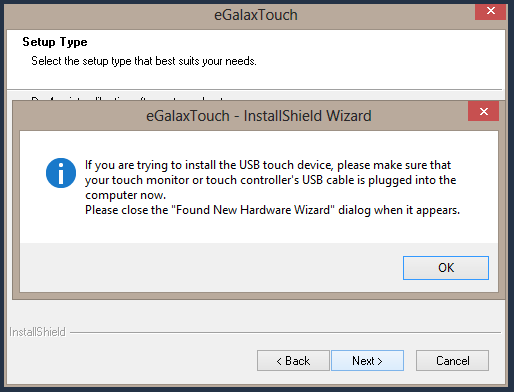 eGalaxTouch
Setup Type
Select the setup type that best suits your needs.
eGalaxTouch - InstallShield Wizard
If you are trying to install the USB touch device, please make sure that
your touch monitor or touch controller's USB cable is plugged into the
computer now.
Please close the "Found New Hardware Wizard" dialog when it appears.
OK
InstallShield
< Back
Next >
Cancel